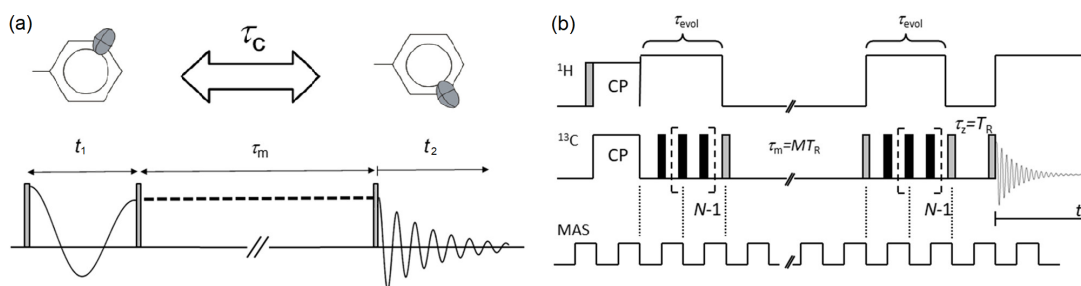 (a)
τc
t1
τm
t2
(b)
τevol
τevol
1H
CP
13C
CP
τm=MTR
τz=TR
N-1
N-1
t
MAS